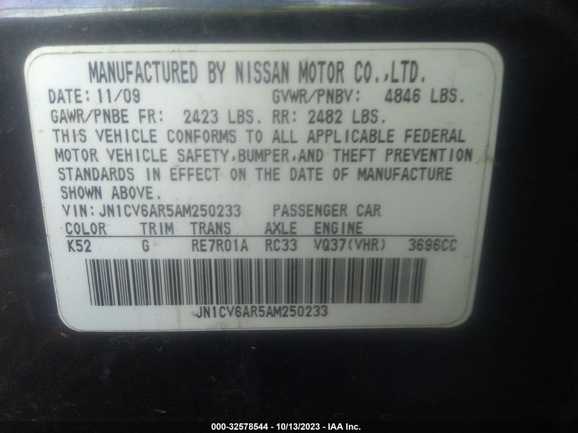 MANUFACTURED BY NISSAN MOTOR CO.,LTD.
DATE: 11/09 GVWR/PNBV: 4846 LBS.
GAWR/PNBE FR: 2423 LBS. RR: 2482 LBS.
THIS VEHICLE CONFORMS TO ALL APPLICABLE FEDERAL
MOTOR VEHICLE SAFETY,BUMPER,AND THEFT PREVENTION
STANDARDS IN EFFECT ON THE DATE OF MANUFACTURE
SHOWN ABOVE.
VIN:JN1CV6AR5AM250233 PASSENGER CAR
COLOR TRIM TRANS AXLE ENGINE
K52 G RE7R01A RC33 VQ37(VHR) 3696CC
JN1CV6AR5AM250233
000-32578544 | 10/13/2023 | IAA Inc.